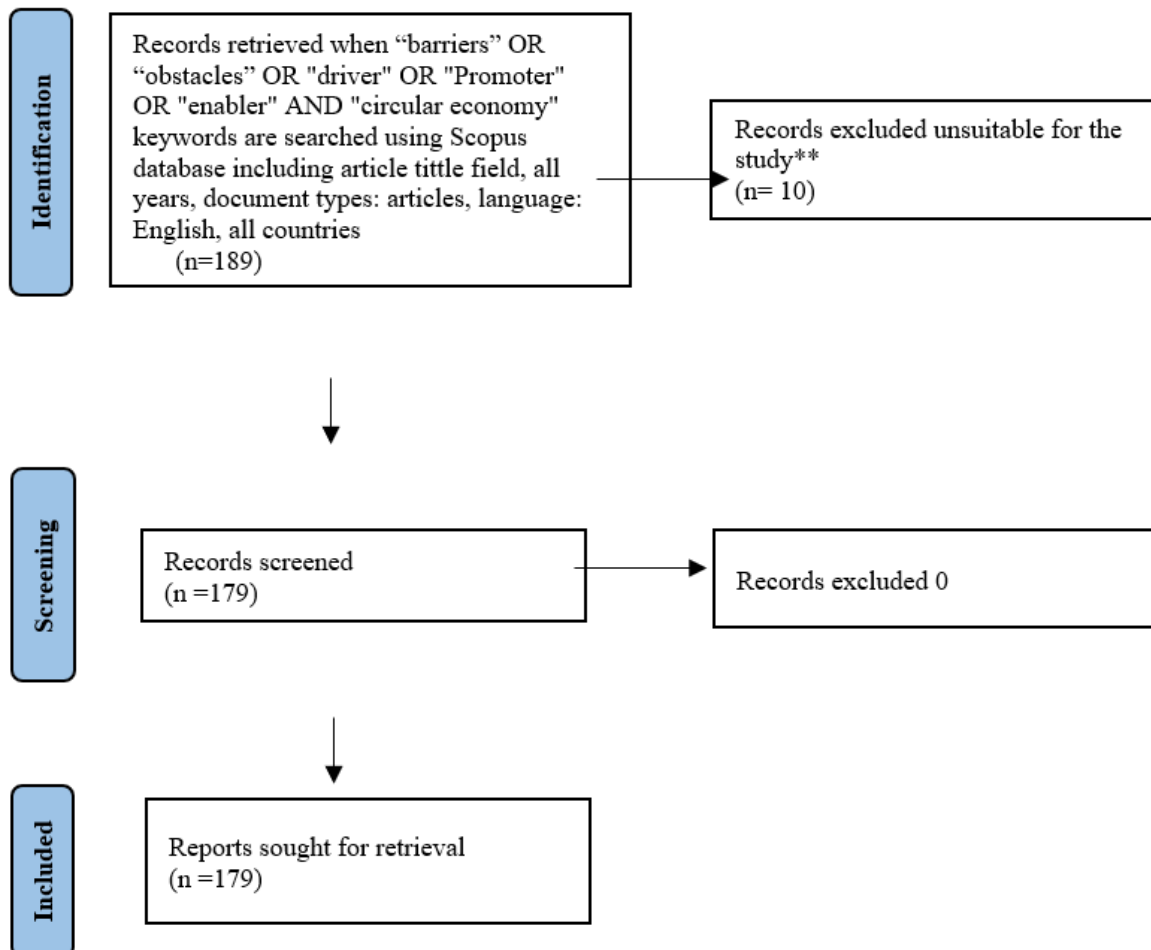 Identification
Records retrieved when “barriers” OR
“obstacles” OR "driver" OR "Promoter"
OR "enabler" AND "circular economy"
keywords are searched using Scopus
database including article tittle field, all
years, document types: articles, language:
English, all countries
(n=189)
Records excluded unsuitable for the
study**
(n= 10)
Screening
Records screened
(n =179)
Records excluded 0
Included
Reports sought for retrieval
(n =179)